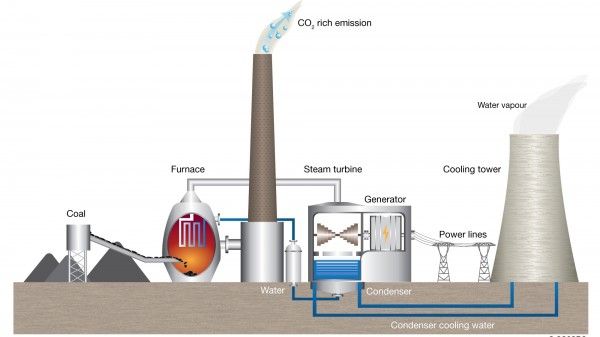 CO2 rich emission
Water vapour
Furnace
Steam turbine
Cooling tower
Generator
Coal
Power lines
Water
Condenser
Condenser cooling water